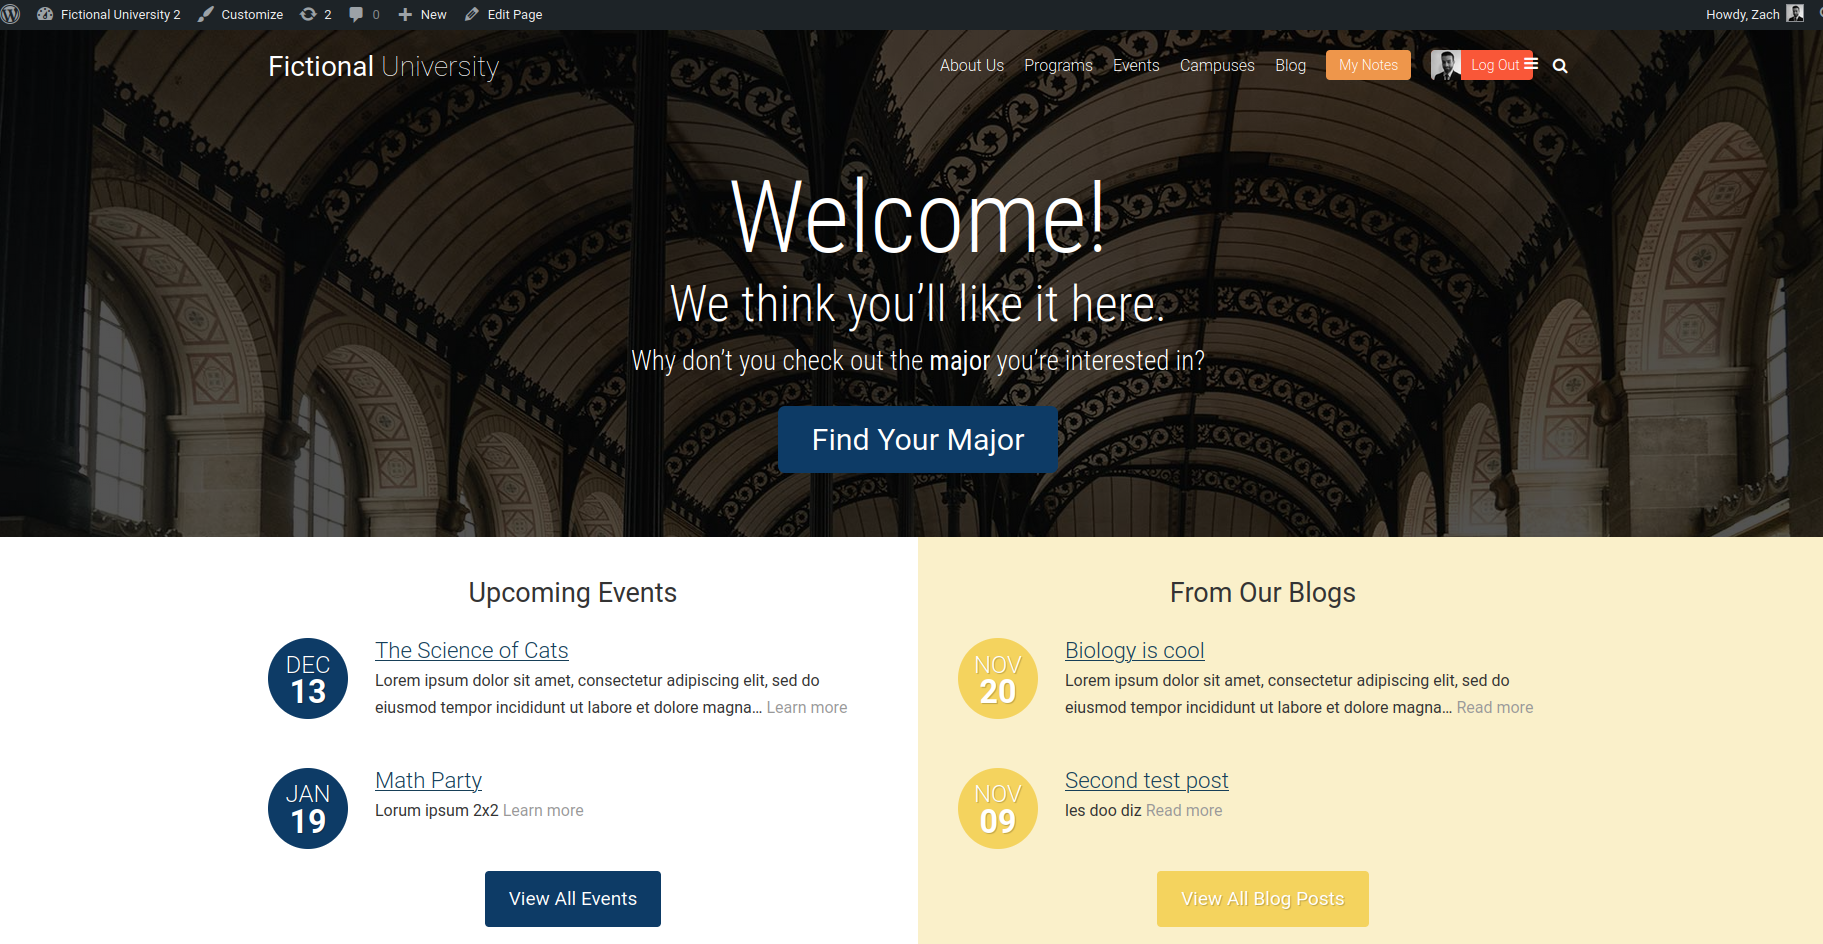 Fictional University 2 Customize 2 0 New Edit Page Howdy, Zach
Fictional University About Us Programs Events Campuses Blog My Notes Log Out
Welcome!
We think you’ll like it here.
Why don’t you check out the major you’re interested in?
Find Your Major
Upcoming Events
DEC
13
The Science of Cats
Lorem ipsum dolor sit amet, consectetur adipiscing elit, sed do
eiusmod tempor incididunt ut labore et dolore magna… Learn more
JAN
19
Math Party
Lorum ipsum 2x2 Learn more
View All Events
From Our Blogs
NOV
20
Biology is cool
Lorem ipsum dolor sit amet, consectetur adipiscing elit, sed do
eiusmod tempor incididunt ut labore et dolore magna… Read more
NOV
09
Second test post
les doo diz Read more
View All Blog Posts